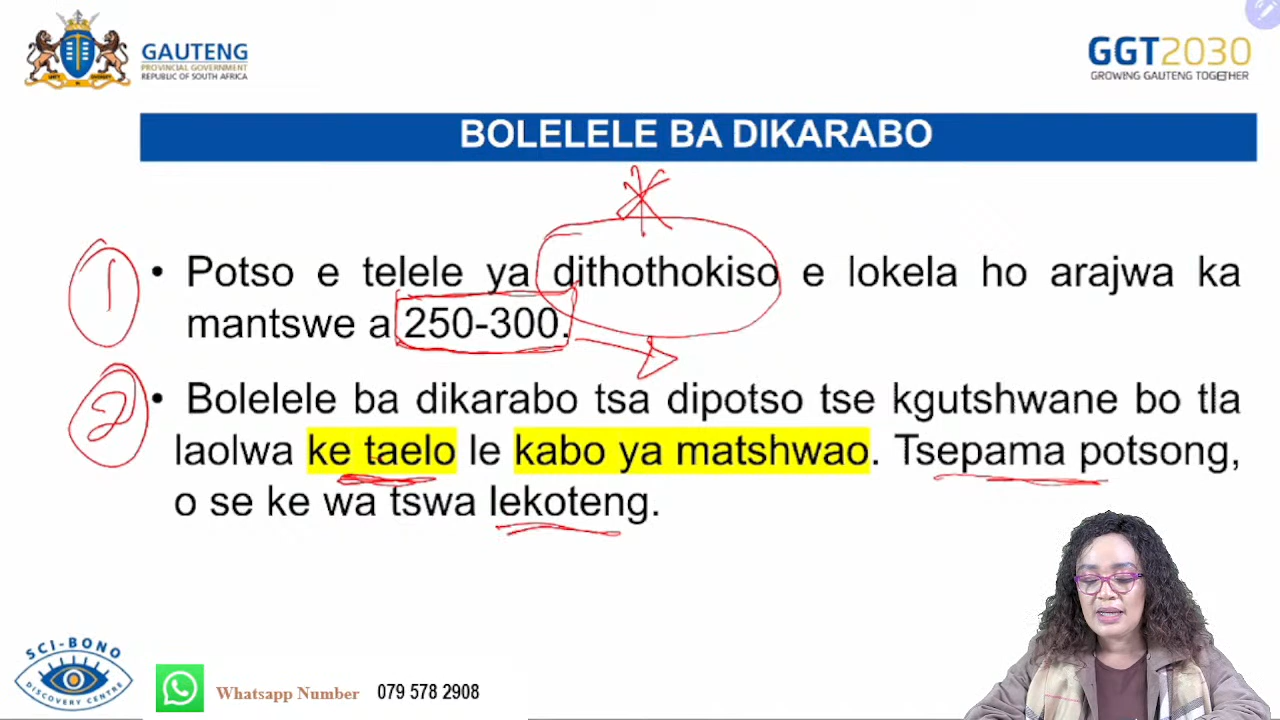 GAUTENG
PROVINCIAL GOVERNMENT
REPUBLIC OF SOUTH AFRICA
GGT2030
GROWING GAUTENG TOGETHER
BOLELELE BA DIKARABO
1
• Potso e telele ya dithothokiso e lokela ho arajwa ka
mantswe a 250-300.
2
• Bolelele ba dikarabo tsa dipotso tse kgutshwane bo tla
laolwa ke taelo le kabo ya matshwao. Tsepama potsong,
o se ke wa tswa lekoteng.
SCI-BONO
DISCOVERY CENTRE
Whatsapp Number 079 578 2908